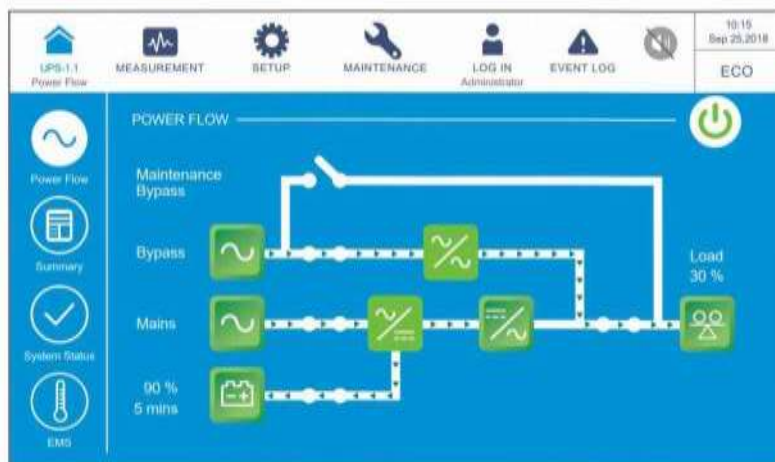 UPS-1.1
Power Flow
MEASUREMENT
SETUP
MAINTENANCE
LOG IN
Administrator
EVENT LOG
10:15
Sep 25,2018
ECO
POWER FLOW
Power Flow
Summary
System Status
EMS
Maintenance
Bypass
Bypass
Mains
90 %
5 mins
Load
30 %